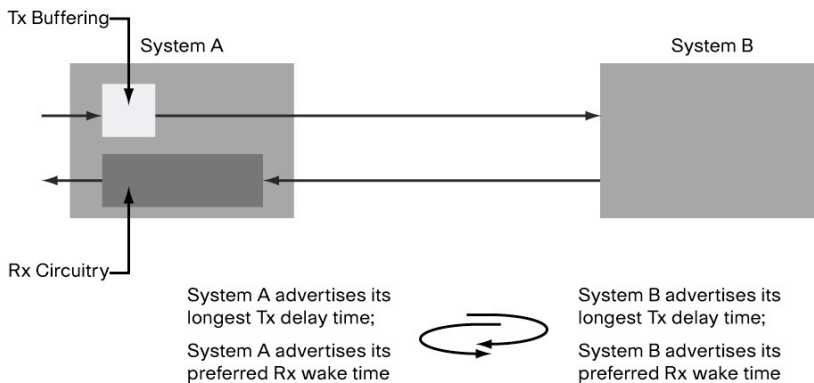 Tx Buffering
System A
System B
Rx Circuitry
System A advertises its
longest Tx delay time;
System A advertises its
preferred Rx wake time
System B advertises its
longest Tx delay time;
System B advertises its
preferred Rx wake time